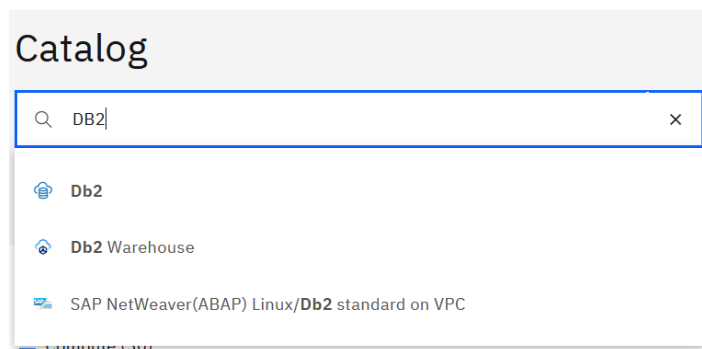 Catalog
DB2
Db2
Db2 Warehouse
SAP NetWeaver(ABAP) Linux/Db2 standard on VPC